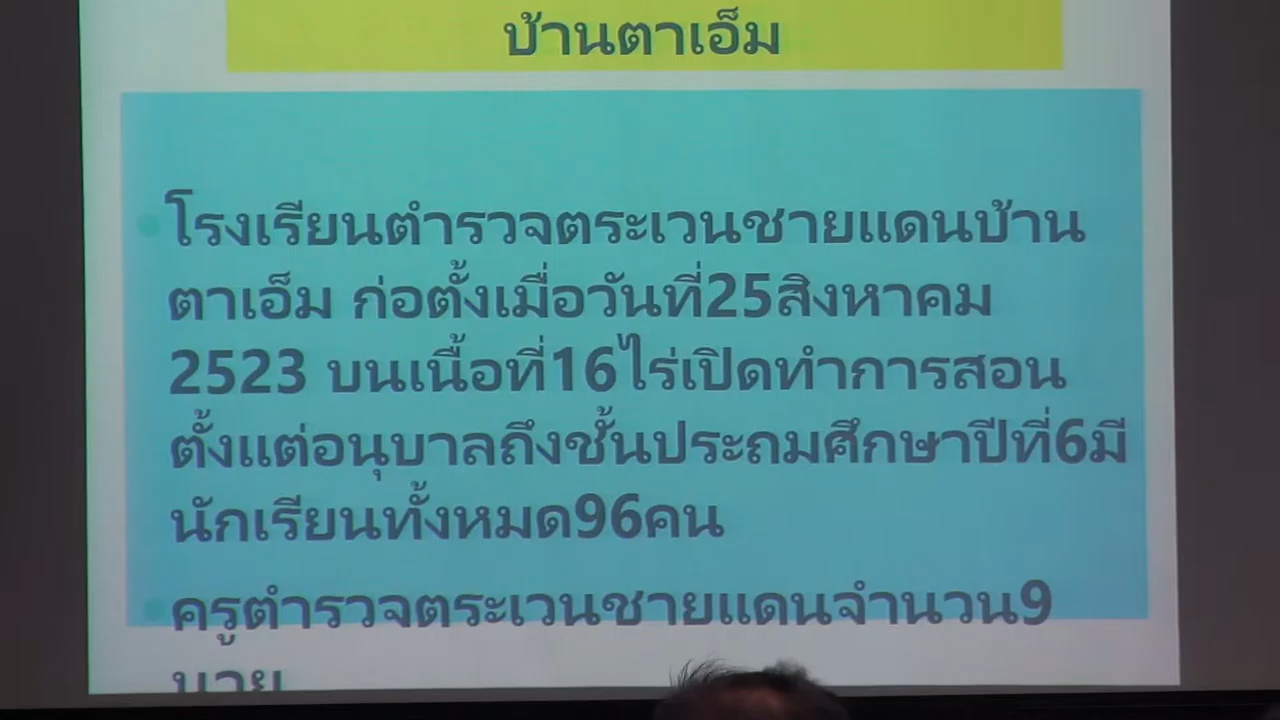 บ้านตาเอ็ม
โรงเรียนตำรวจตระเวนชายแดนบ้าน
ตาเอ็ม ก่อตั้งเมื่อวันที่25สิงหาคม
2523 บนเนื้อที่16ไร่เปิดทำการสอน
ตั้งแต่อนุบาลถึงชั้นประถมศึกษาปีที่6มี
นักเรียนทั้งหมด96คน
ครูตำรวจตระเวนชายแดนจำนวน9
นาย